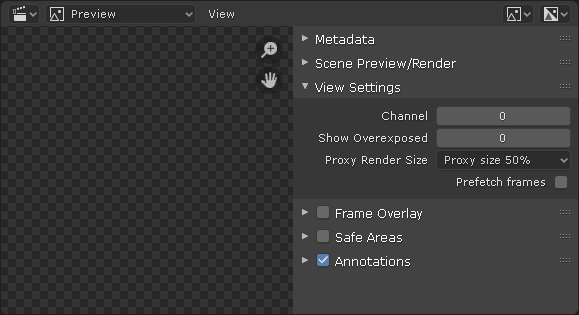 Preview View
Metadata
Scene Preview/Render
View Settings
Channel 0
Show Overexposed 0
Proxy Render Size Proxy size 50%
Prefetch frames
Frame Overlay
Safe Areas
Annotations